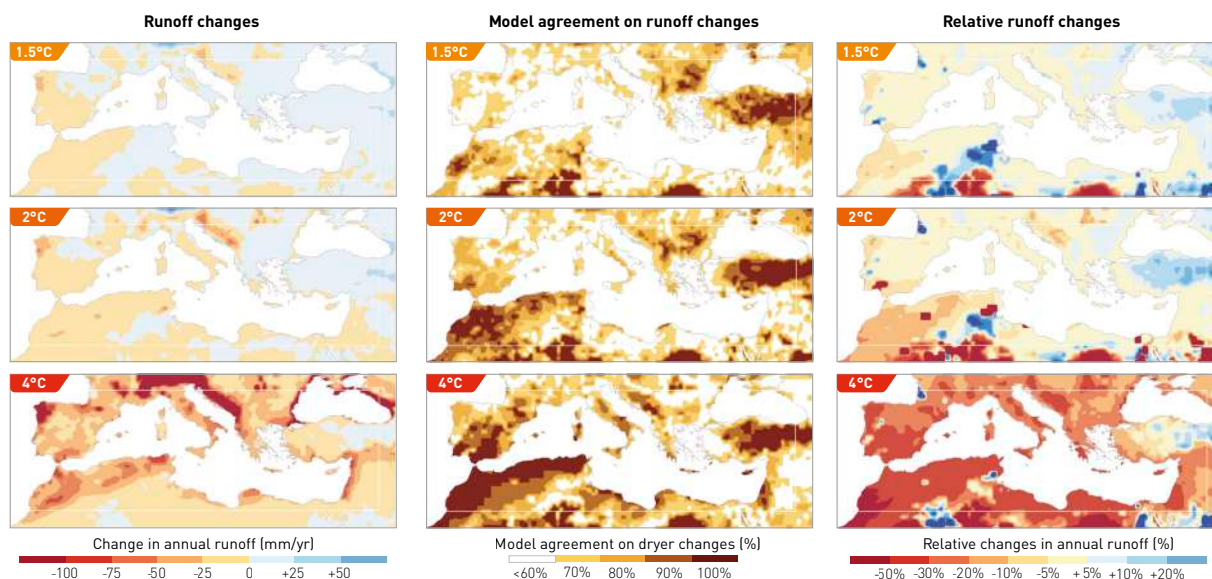 Runoff changes
Model agreement on runoff changes
Relative runoff changes
1.5°C
1.5°C
1.5°C
2°C
2°C
2°C
4°C
4°C
4°C
Change in annual runoff (mm/yr)
-100 -75 -50 -25 0 +25 +50
Model agreement on dryer changes (%)
<60% 70% 80% 90% 100%
Relative changes in annual runoff (%)
-50% -30% -20% -10% -5% +5% +10% +20%